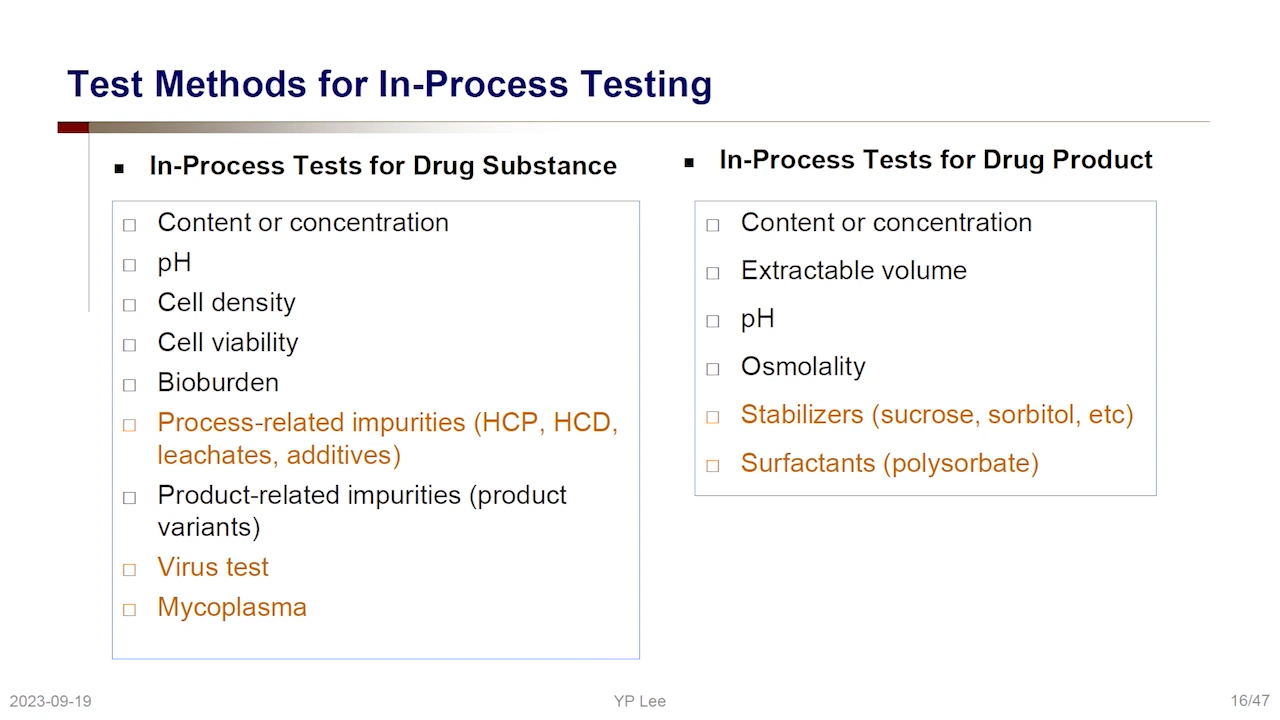 Test Methods for In-Process Testing
In-Process Tests for Drug Substance
Content or concentration
pH
Cell density
Cell viability
Bioburden
Process-related impurities (HCP, HCD,
leachates, additives)
Product-related impurities (product
variants)
Virus test
Mycoplasma
In-Process Tests for Drug Product
Content or concentration
Extractable volume
pH
Osmolality
Stabilizers (sucrose, sorbitol, etc)
Surfactants (polysorbate)
2023-09-19
YP Lee
16/47